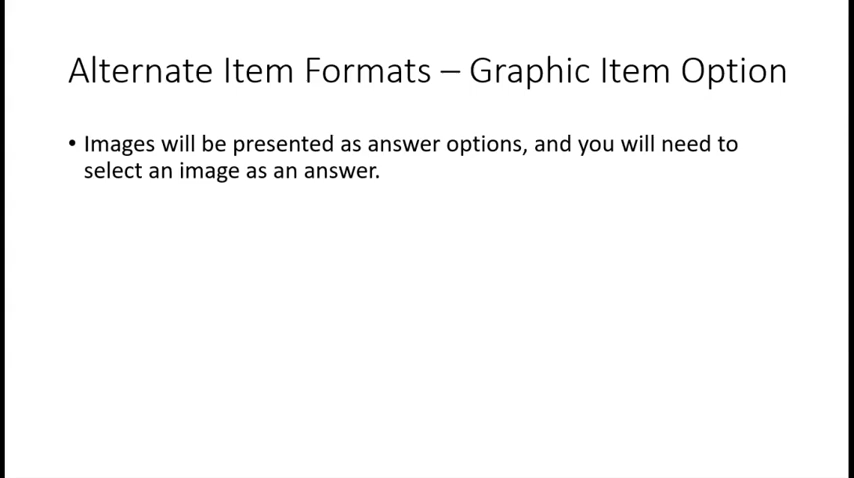 Alternate Item Formats – Graphic Item Option
• Images will be presented as answer options, and you will need to
select an image as an answer.